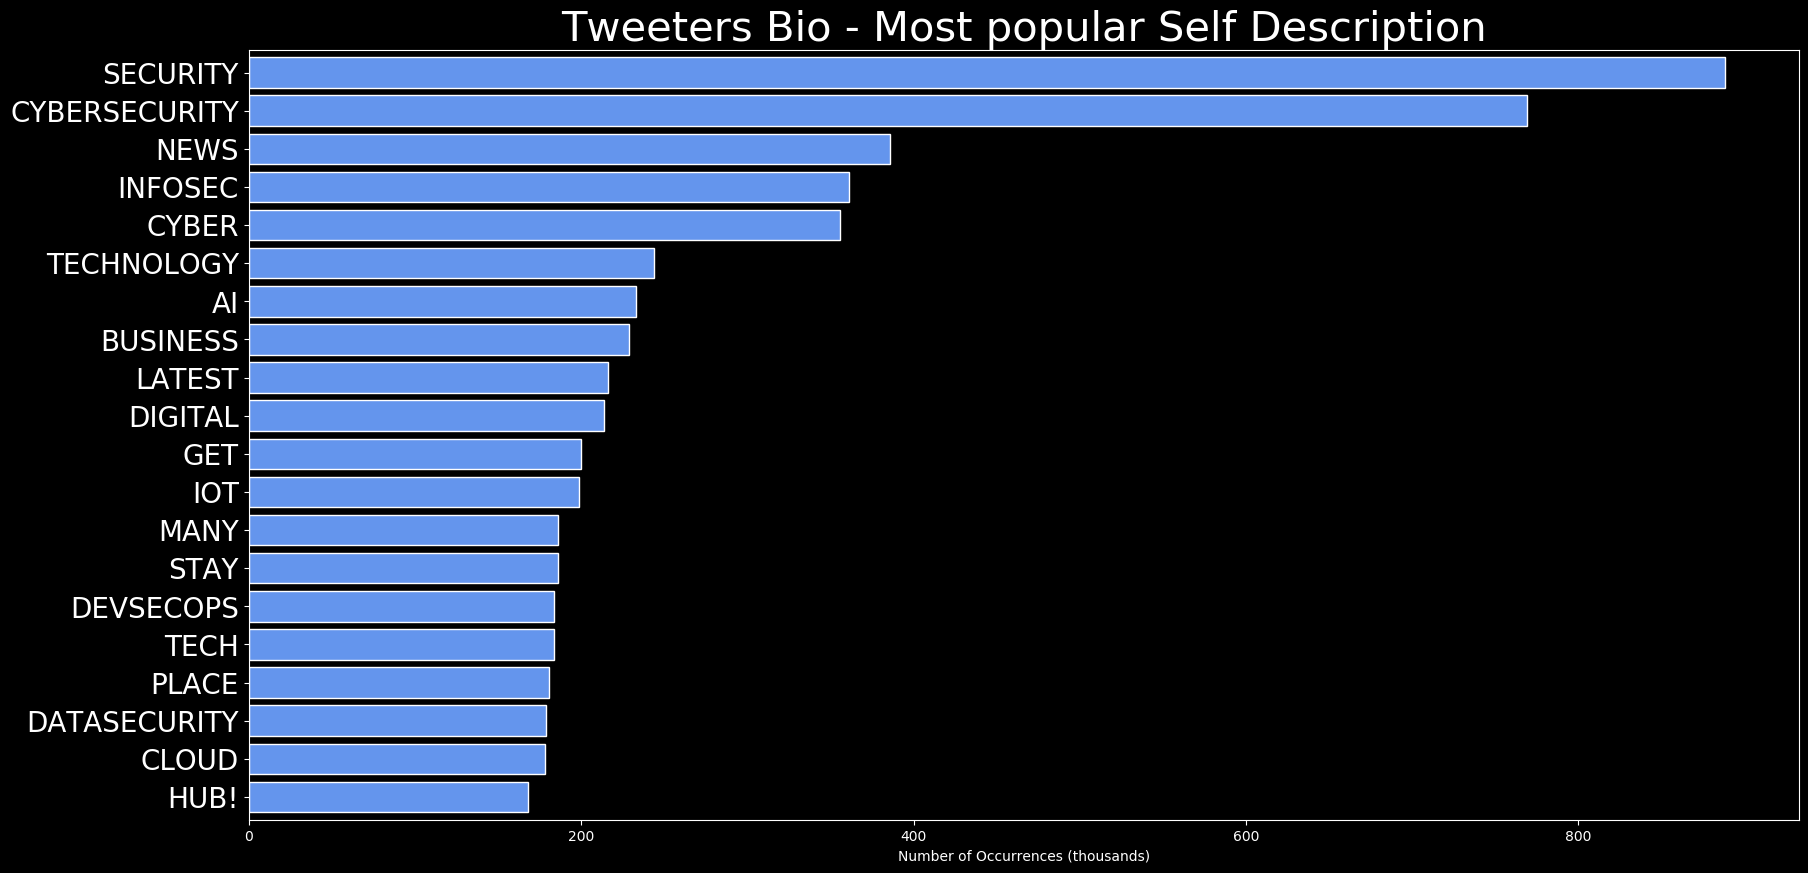 Tweeters Bio - Most popular Self Description
SECURITY
CYBERSECURITY
NEWS
INFOSEC
CYBER
TECHNOLOGY
AI
BUSINESS
LATEST
DIGITAL
GET
IOT
MANY
STAY
DEVSECOPS
TECH
PLACE
DATASECURITY
CLOUD
HUB!
0 200 400 600 800
Number of Occurrences (thousands)